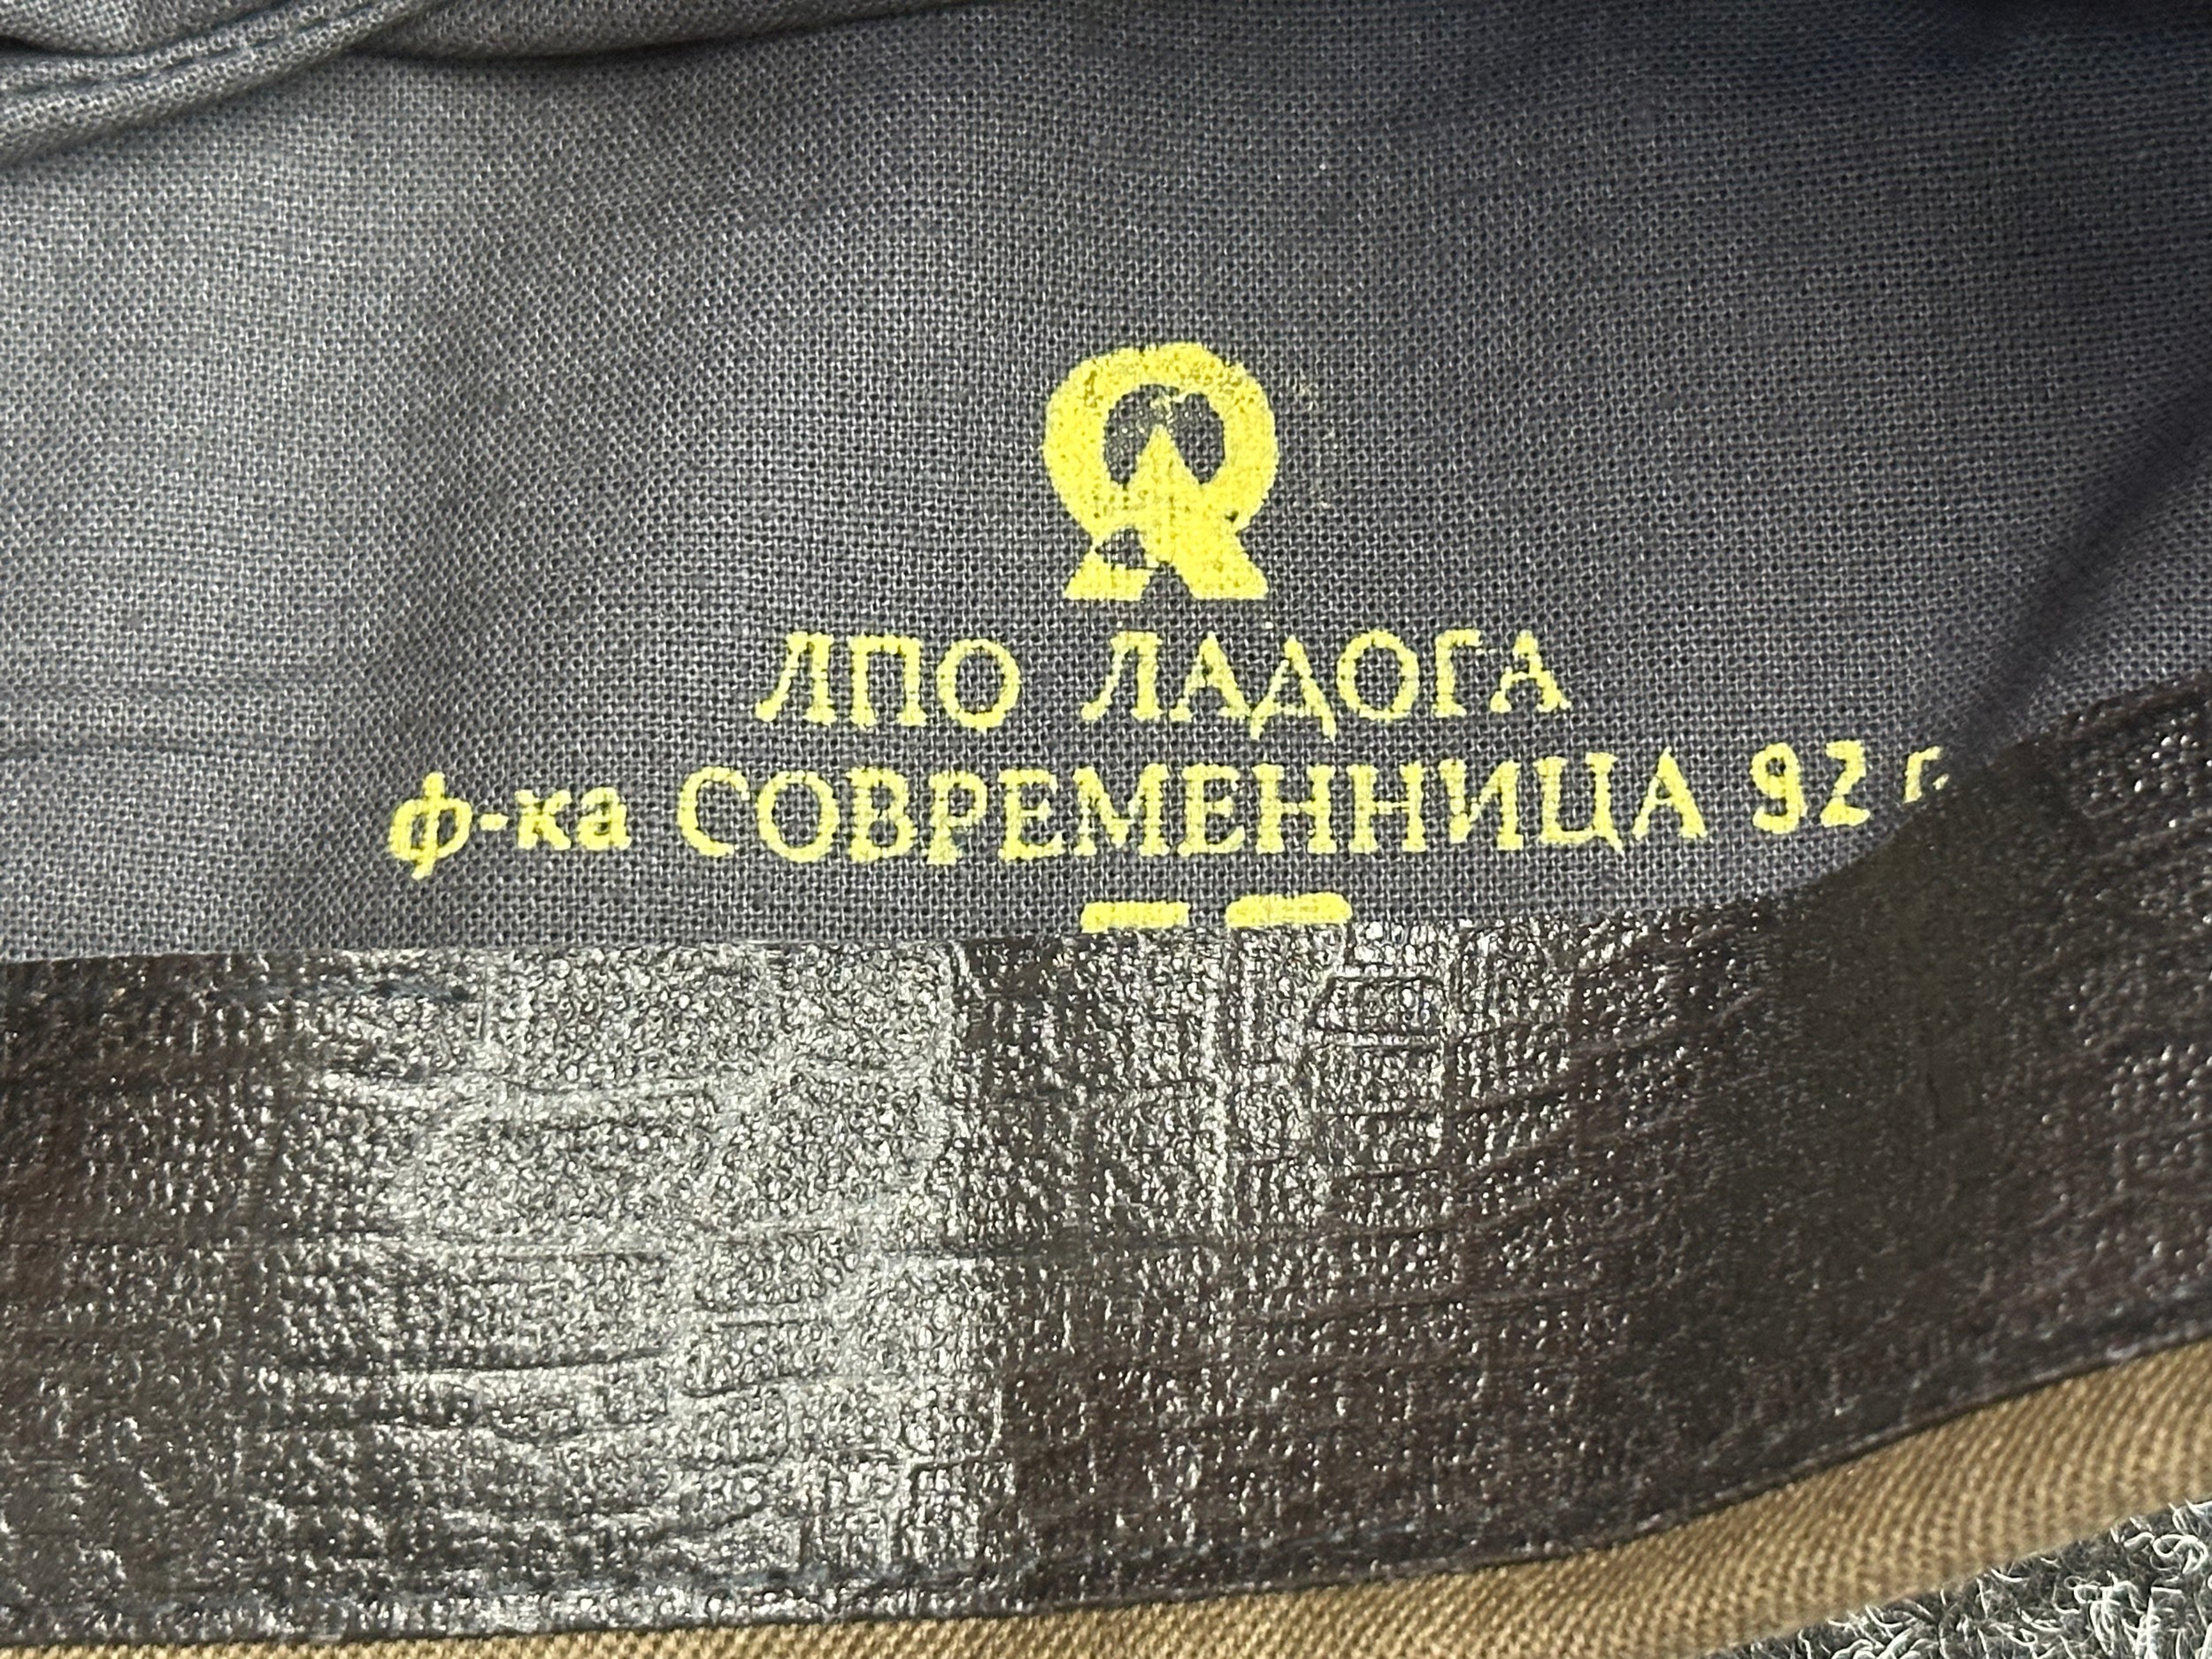 ЛПО ЛАДОГА
ф-ка СОВРЕМЕННИЦА 92 г.